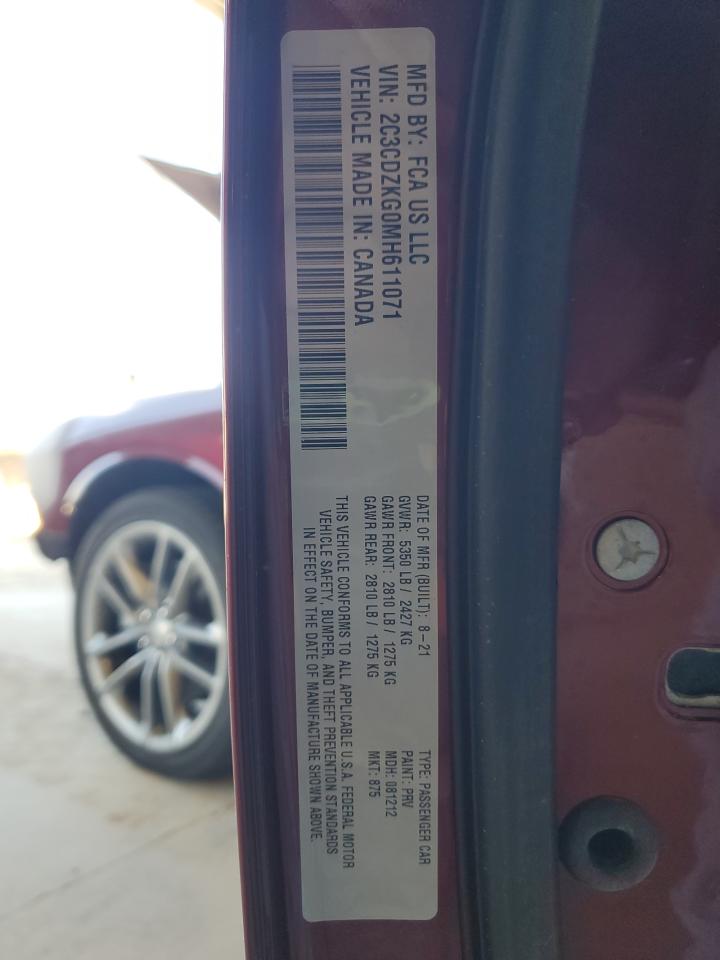 MFD BY: FCA US LLC
VIN: 2C3CDZKG0MH611071
VEHICLE MADE IN: CANADA
DATE OF MFR (BUILT): 8-21
GVWR: 5350 LB / 2427 KG
GAWR FRONT: 2810 LB / 1275 KG
GAWR REAR: 2810 LB / 1275 KG
TYPE: PASSENGER CAR
PAINT: PRV
MDH: 081212
MKT: 875
THIS VEHICLE CONFORMS TO ALL APPLICABLE U.S.A. FEDERAL MOTOR
VEHICLE SAFETY, BUMPER, AND THEFT PREVENTION STANDARDS
IN EFFECT ON THE DATE OF MANUFACTURE SHOWN ABOVE.